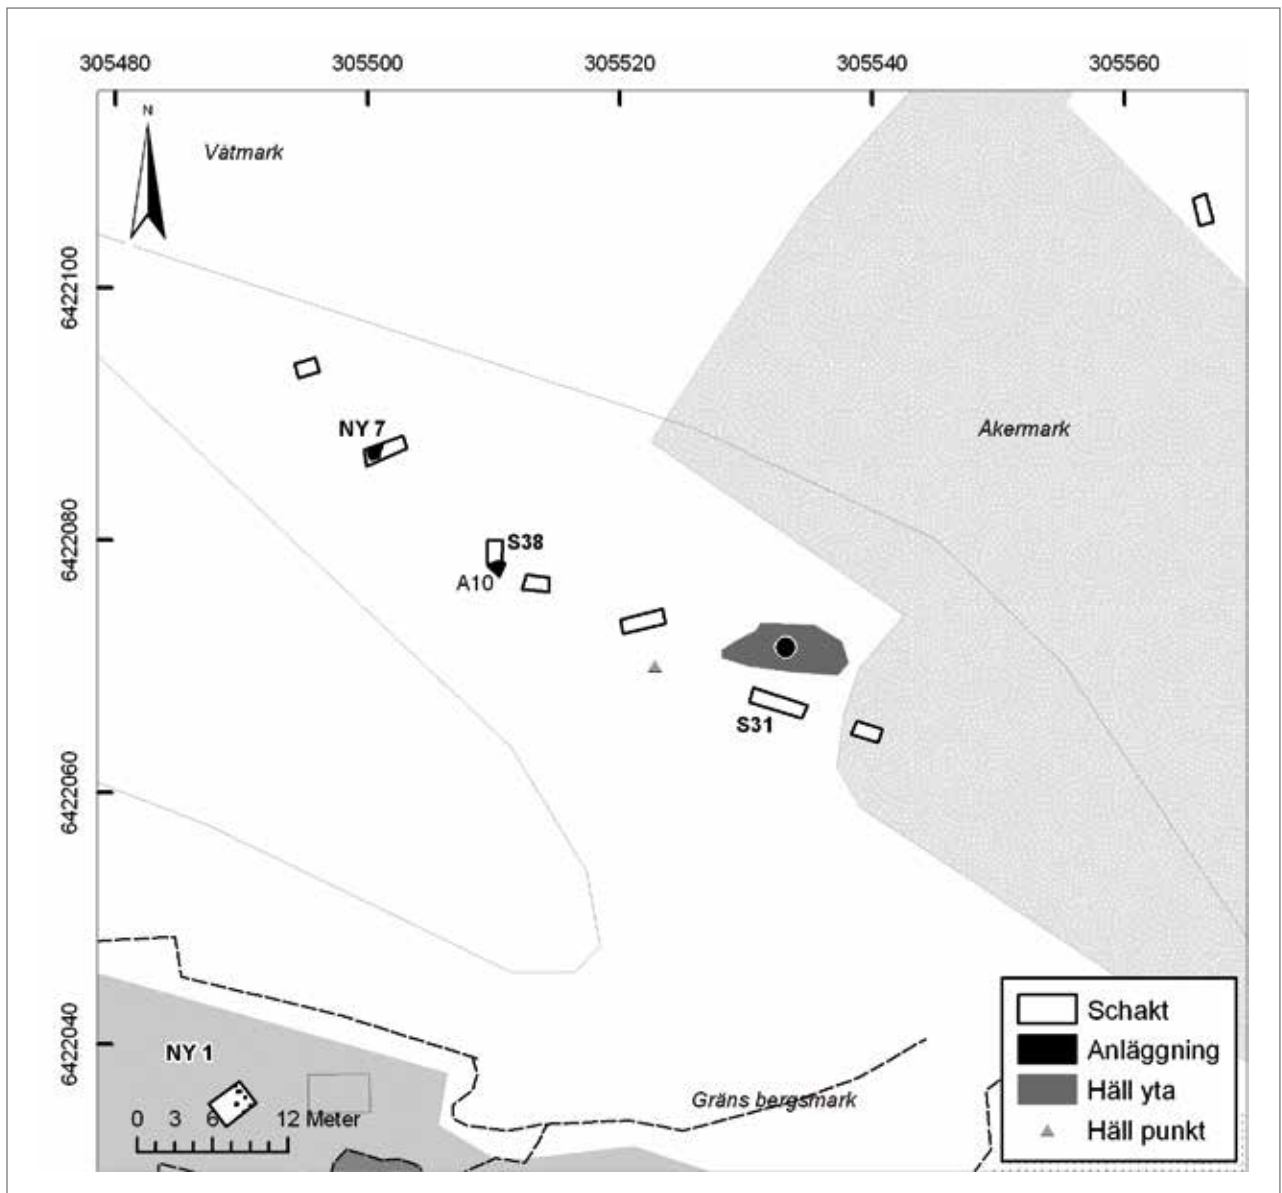 305480 305500 305520 305540 305560
N
Våtmark
6422100
NY 7
Åkermark
6422080
S38
A10
S31
6422060
6422040
NY 1
Gräns bergsmark
0 3 6 12 Meter
Schakt
Anläggning
Häll yta
Häll punkt